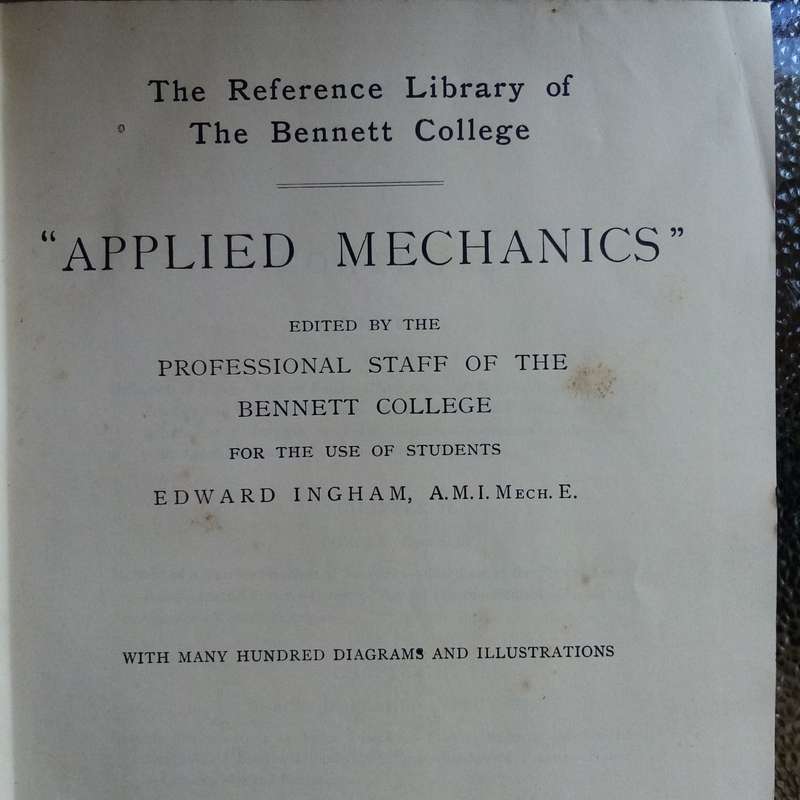 The Reference Library of
The Bennett College
“APPLIED MECHANICS”
EDITED BY THE
PROFESSIONAL STAFF OF THE
BENNETT COLLEGE
FOR THE USE OF STUDENTS
EDWARD INGHAM, A.M.I.MECH.E.
WITH MANY HUNDRED DIAGRAMS AND ILLUSTRATIONS